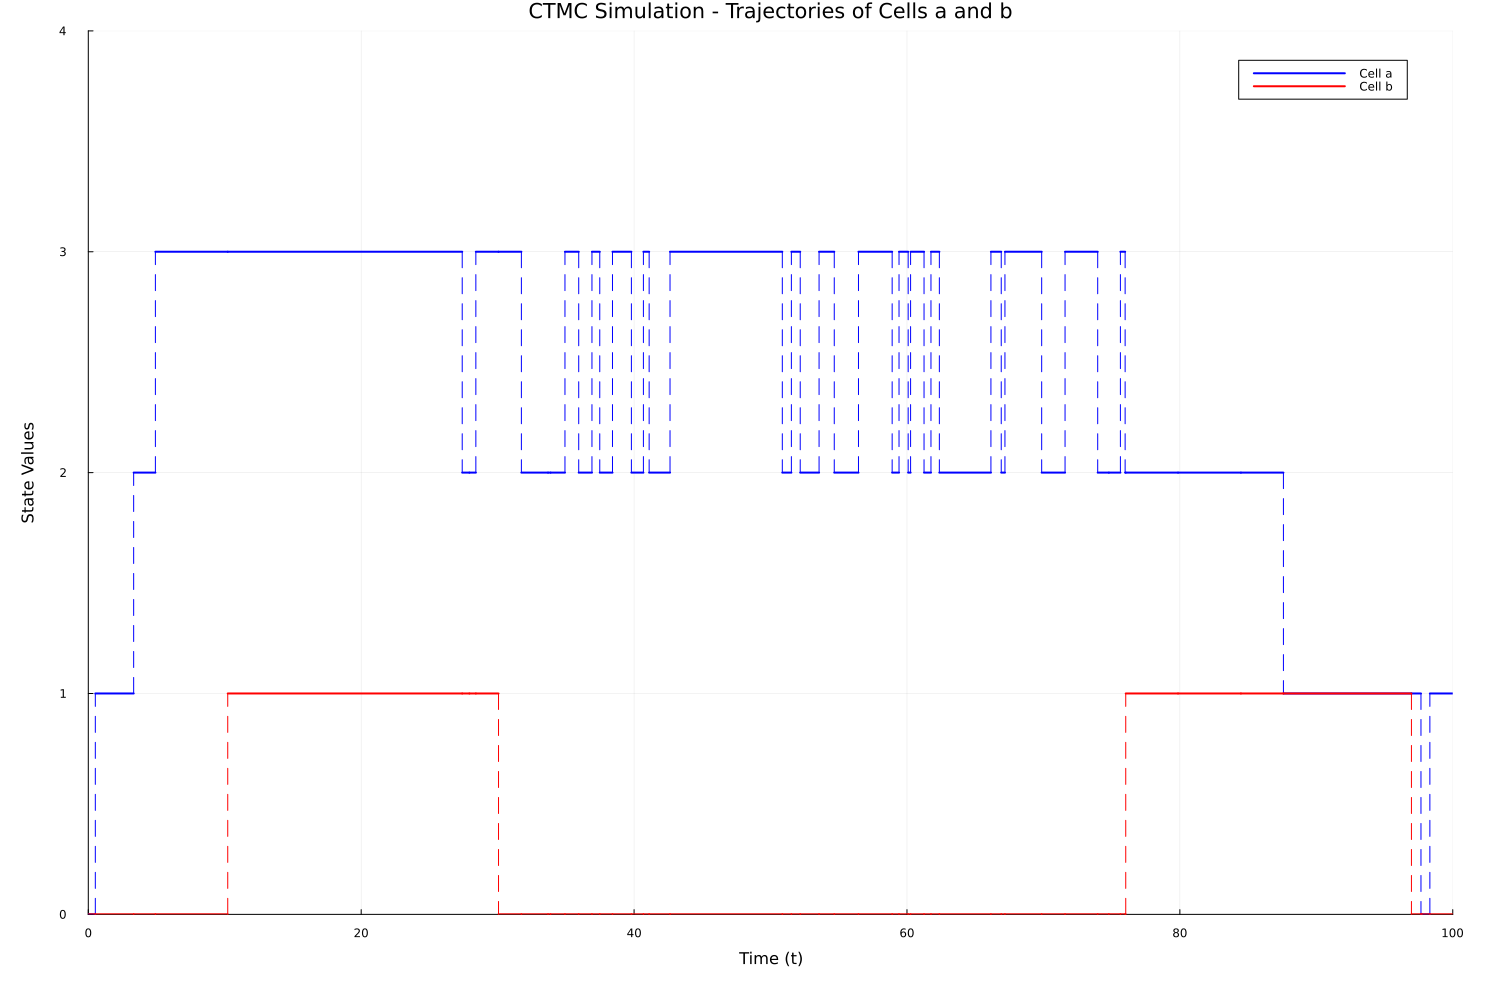 CTMC Simulation - Trajectories of Cells a and b
Cell a
Cell b
State Values
4
3
2
1
0
0 20 40 60 80 100
Time (t)